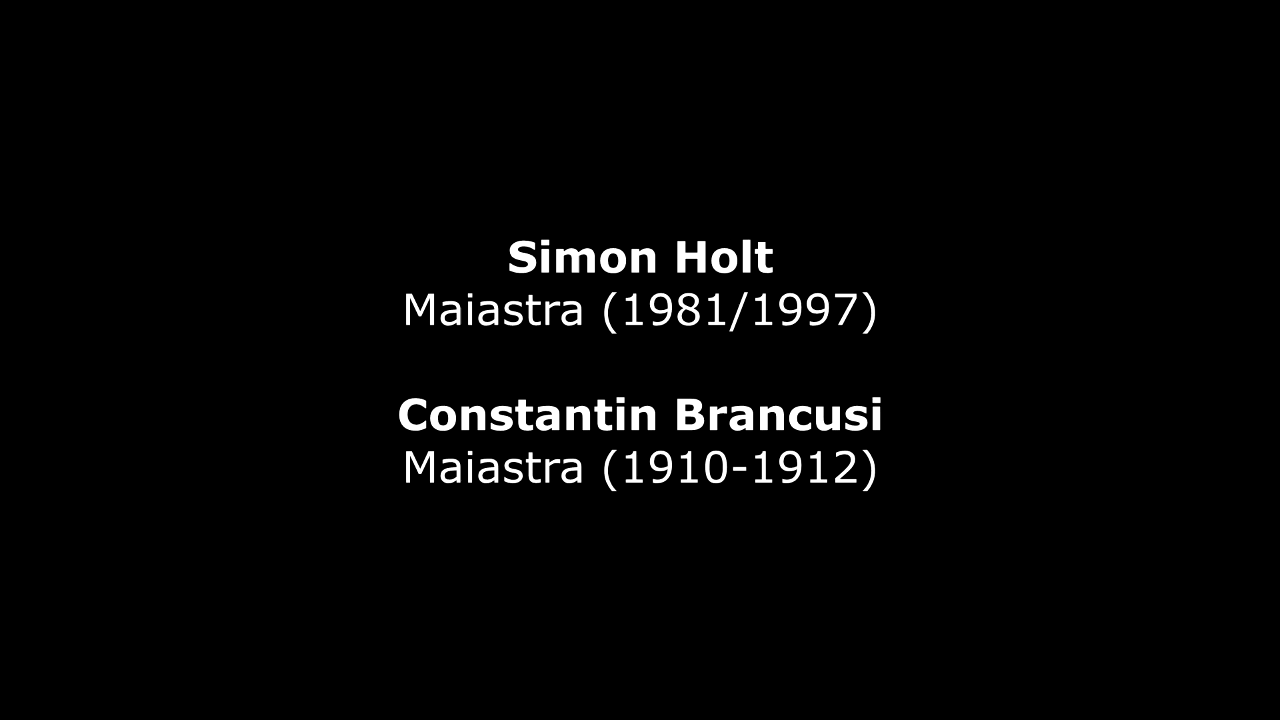 Simon Holt
Maiastra (1981/1997)
Constantin Brancusi
Maiastra (1910-1912)